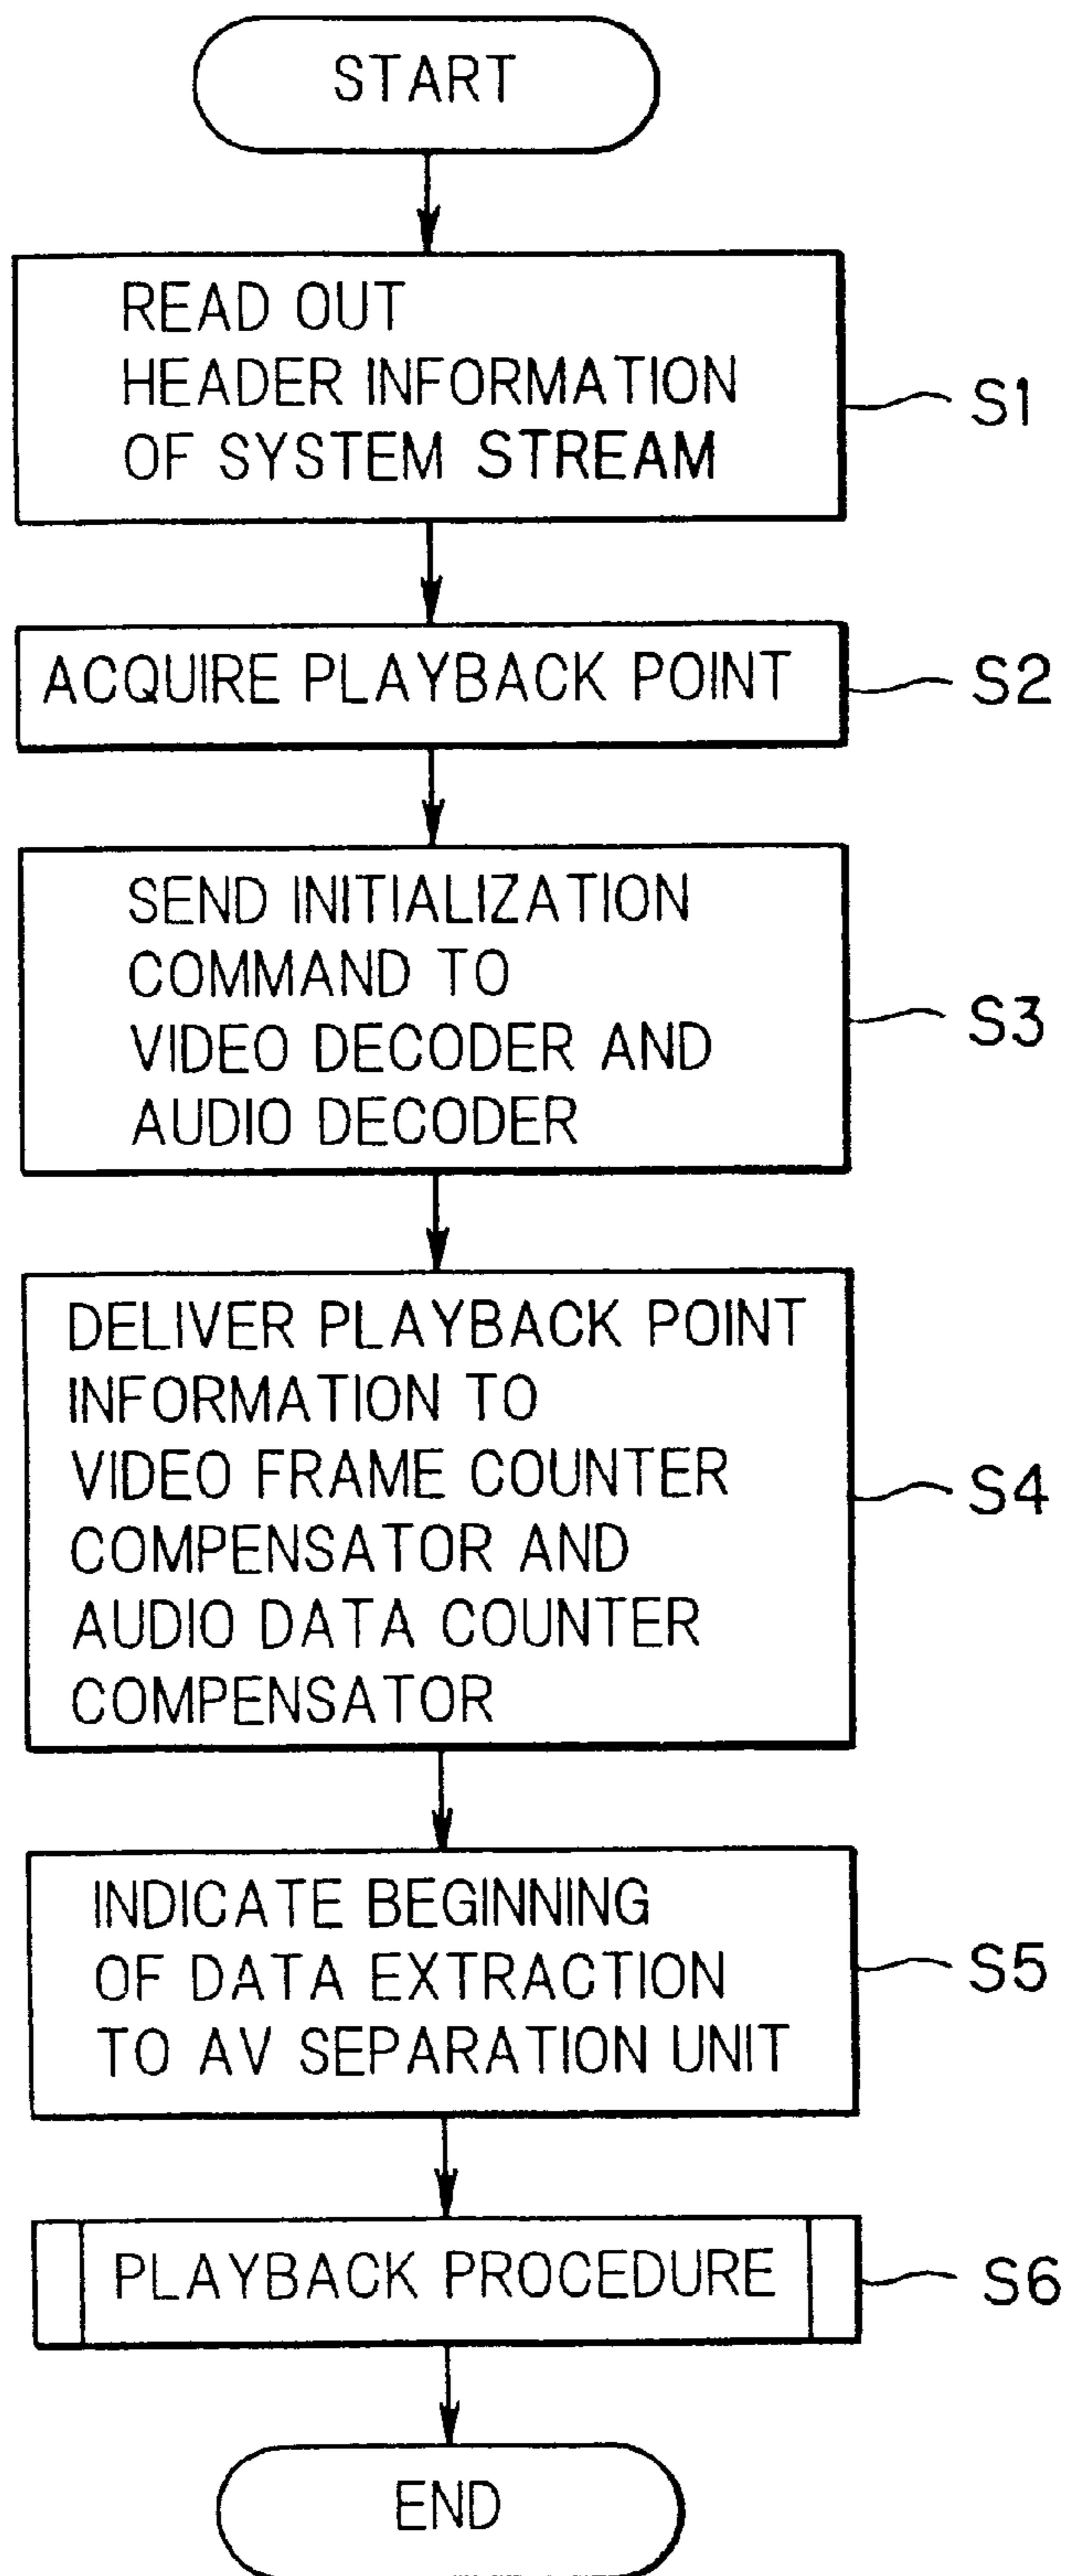 START
READ OUT
HEADER INFORMATION
OF SYSTEM STREAM
S1
ACQUIRE PLAYBACK POINT
S2
SEND INITIALIZATION
COMMAND TO
VIDEO DECODER AND
AUDIO DECODER
S3
DELIVER PLAYBACK POINT
INFORMATION TO
VIDEO FRAME COUNTER
COMPENSATOR AND
AUDIO DATA COUNTER
COMPENSATOR
S4
INDICATE BEGINNING
OF DATA EXTRACTION
TO AV SEPARATION UNIT
S5
PLAYBACK PROCEDURE
S6
END